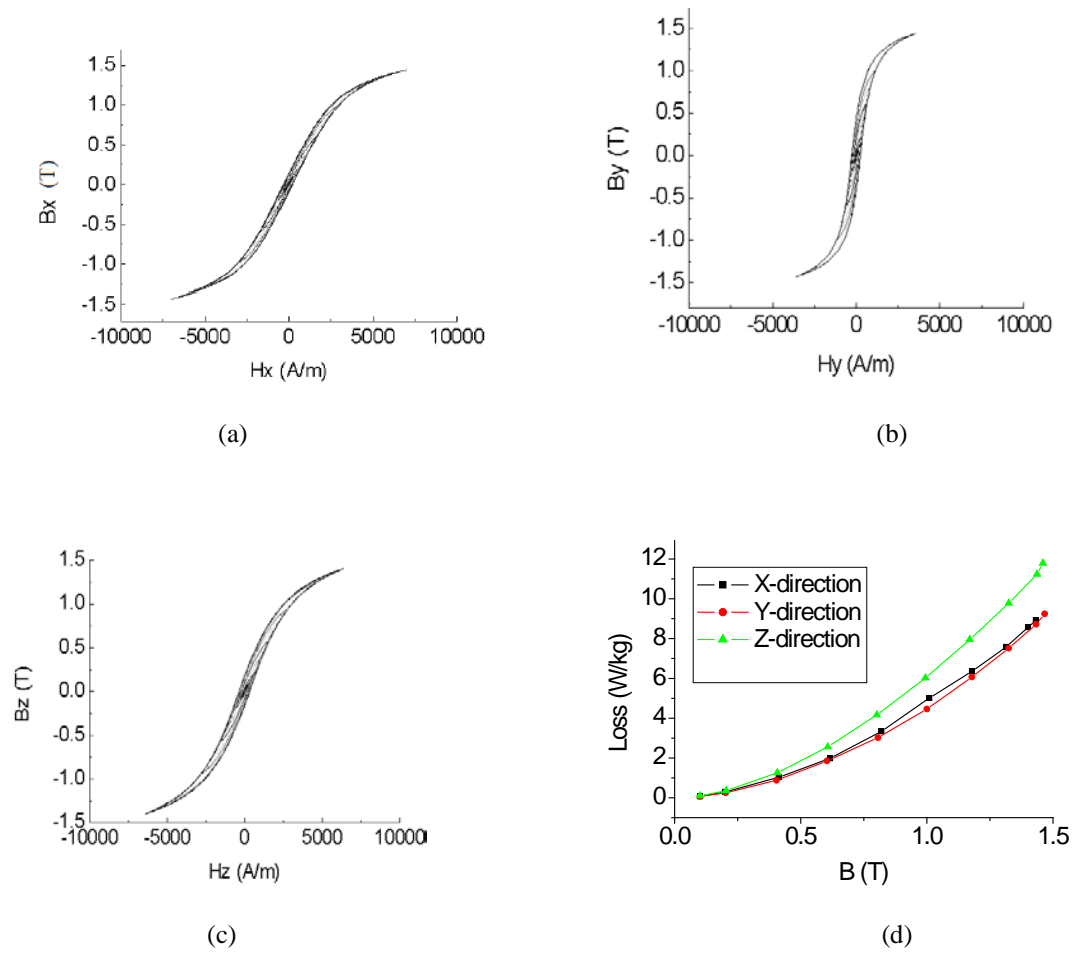 1.5
1.0
0.5
0.0
-0.5
-1.0
-1.5
Bx (T)
-10000 -5000 0 5000 10000
Hx (A/m)
(a)
1.5
1.0
0.5
0.0
-0.5
-1.0
-1.5
By (T)
-10000 -5000 0 5000 10000
Hy (A/m)
(b)
1.5
1.0
0.5
0.0
-0.5
-1.0
-1.5
Bz (T)
-10000 -5000 0 5000 10000
Hz (A/m)
(c)
12
10
8
6
4
2
0
Loss (W/kg)
X-direction
Y-direction
Z-direction
0.0 0.5 1.0 1.5
B (T)
(d)